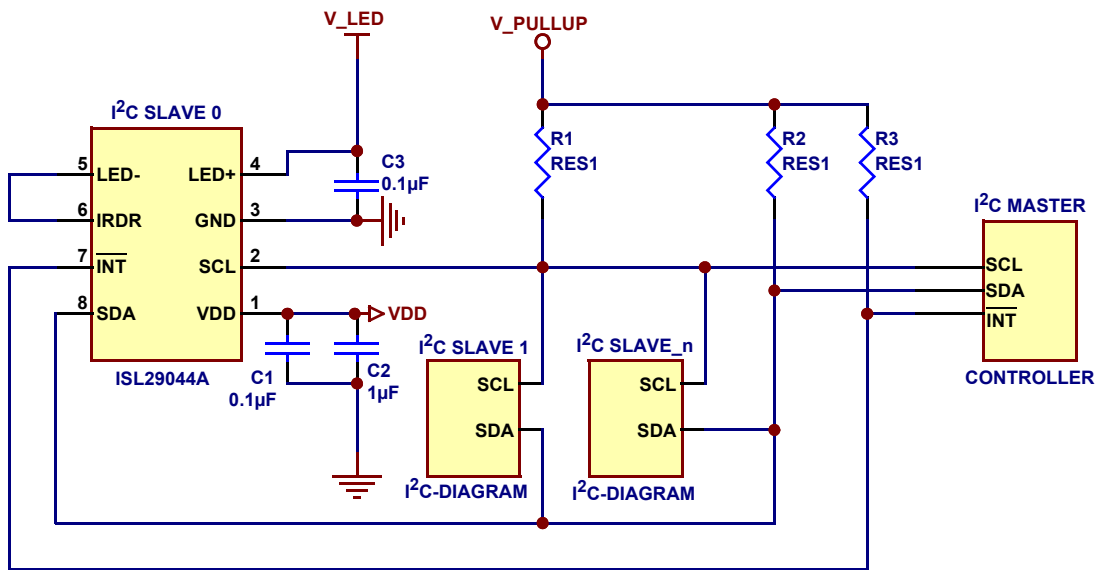 V_LED
V_PULLUP
I²C SLAVE 0
5 LED- LED+ 4
6 IRDR GND 3
7 INT SCL 2
8 SDA VDD 1
ISL29044A
C3
0.1µF
VDD
C1
0.1µF
C2
1µF
R1
RES1
R2
RES1
R3
RES1
I²C SLAVE 1
SCL
SDA
I²C-DIAGRAM
I²C SLAVE_n
SCL
SDA
I²C-DIAGRAM
I²C MASTER
SCL
SDA
INT
CONTROLLER